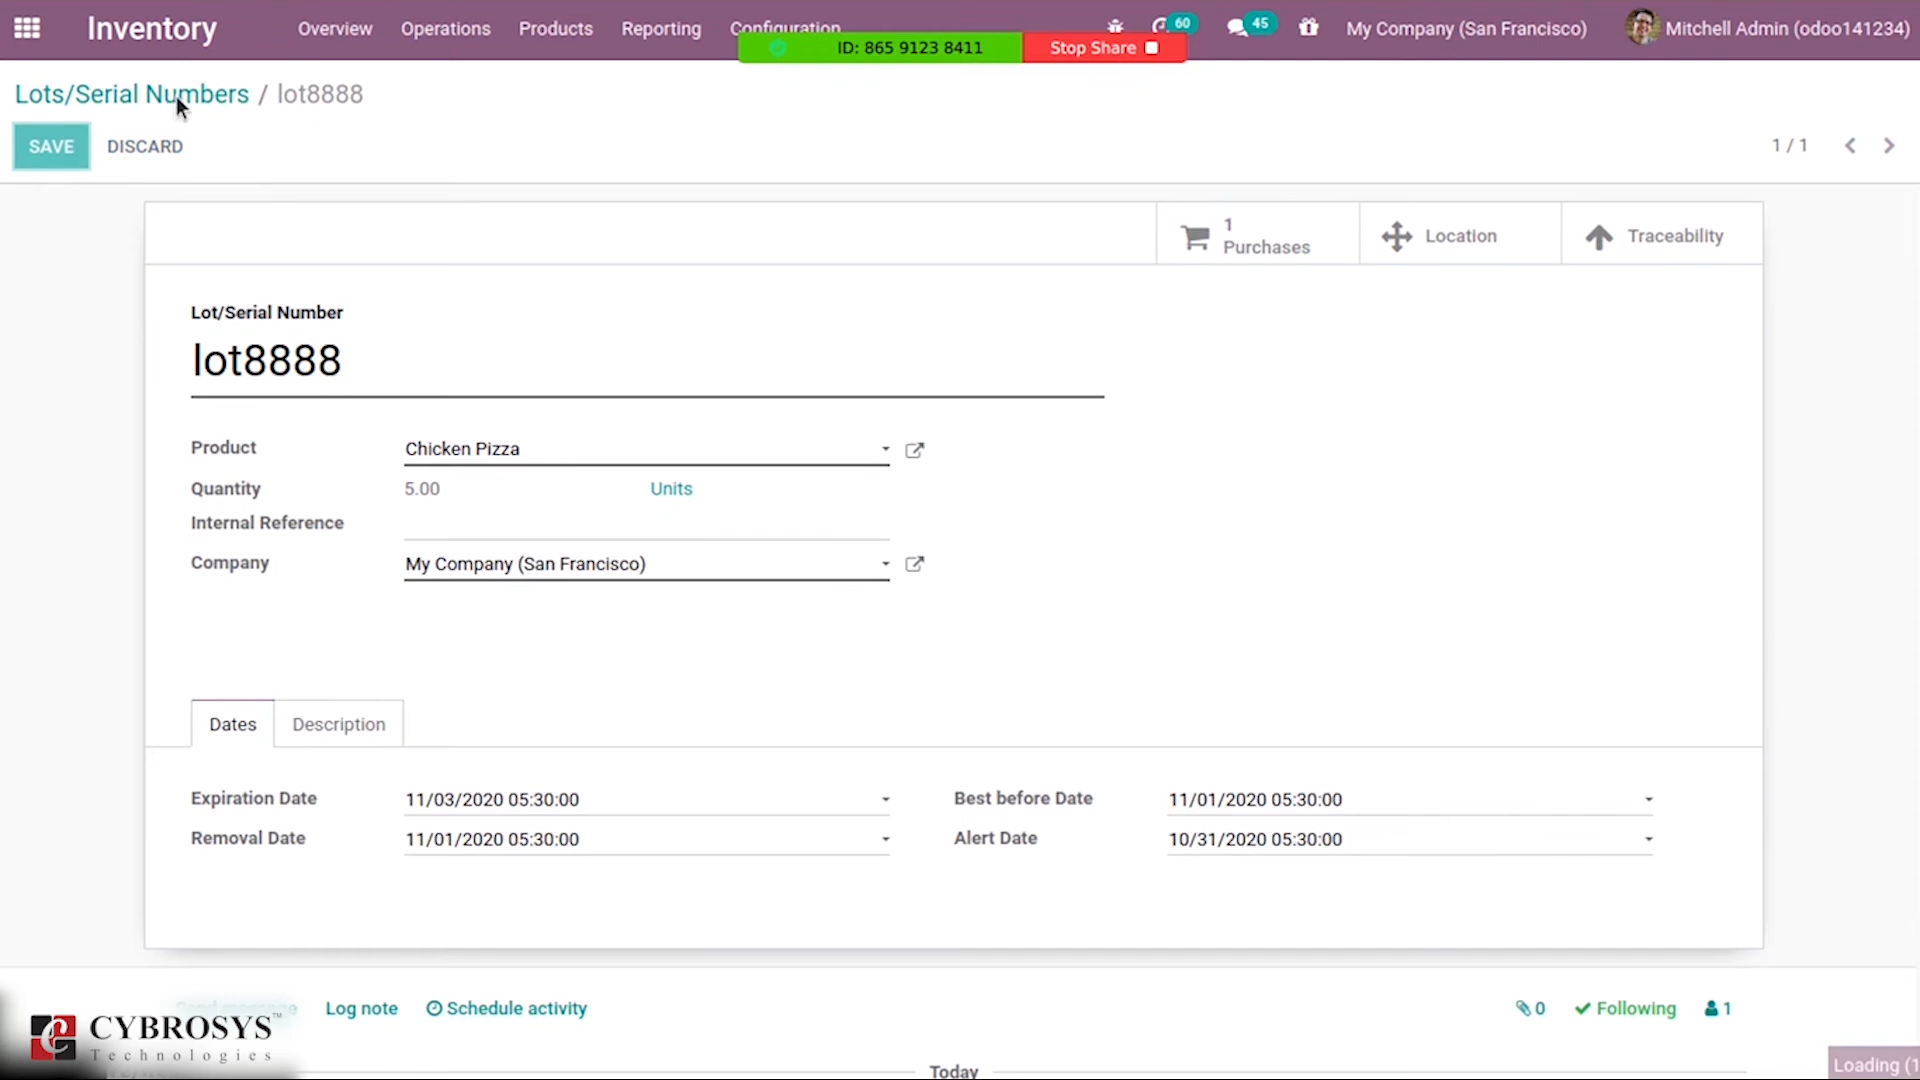 Inventory Overview Operations Products Reporting Configuration 60 45 My Company (San Francisco) Mitchell Admin (odoo141234)
ID: 865 9123 8411 Stop Share
Lots/Serial Numbers / lot8888
SAVE DISCARD 1 / 1
1
Purchases
Location
Traceability
Lot/Serial Number
lot8888
Product Chicken Pizza
Quantity 5.00 Units
Internal Reference
Company My Company (San Francisco)
Dates Description
Expiration Date 11/03/2020 05:30:00 Best before Date 11/01/2020 05:30:00
Removal Date 11/01/2020 05:30:00 Alert Date 10/31/2020 05:30:00
Log note Schedule activity 0 Following 1
CYBROSYS™
Technologies
Today
Loading (1